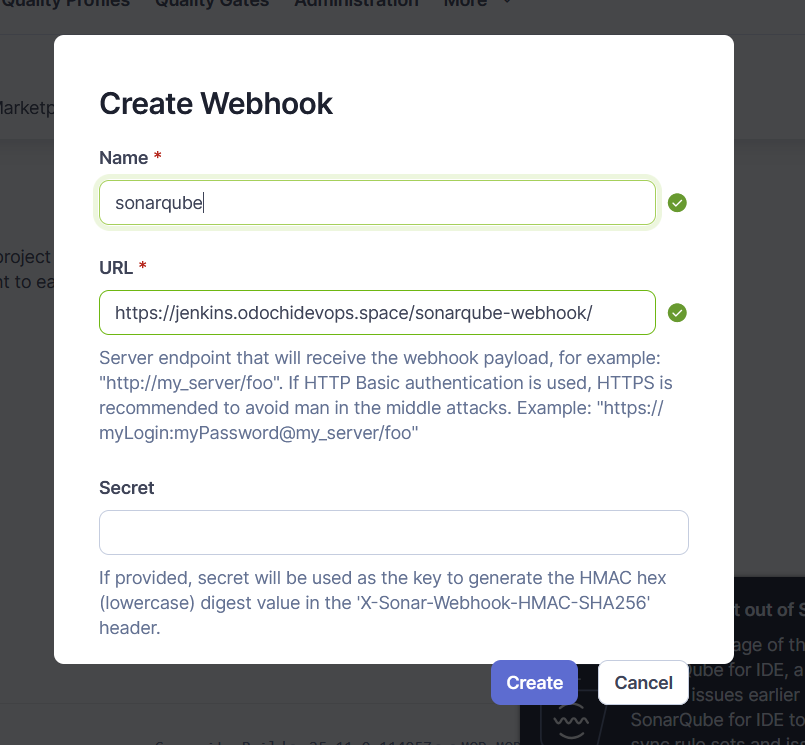 Quality Profiles Quality Gates Administration More
Create Webhook
Name *
sonarqube
URL *
https://jenkins.odochidevops.space/sonarqube-webhook/
Server endpoint that will receive the webhook payload, for example:
"http://my_server/foo". If HTTP Basic authentication is used, HTTPS is
recommended to avoid man in the middle attacks. Example: "https://
myLogin:myPassword@my_server/foo"
Secret
If provided, secret will be used as the key to generate the HMAC hex
(lowercase) digest value in the 'X-Sonar-Webhook-HMAC-SHA256'
header.
Create Cancel
project
nt to ea
t out of S
age of th
ube for IDE, a
issues earlier
SonarQube for IDE to